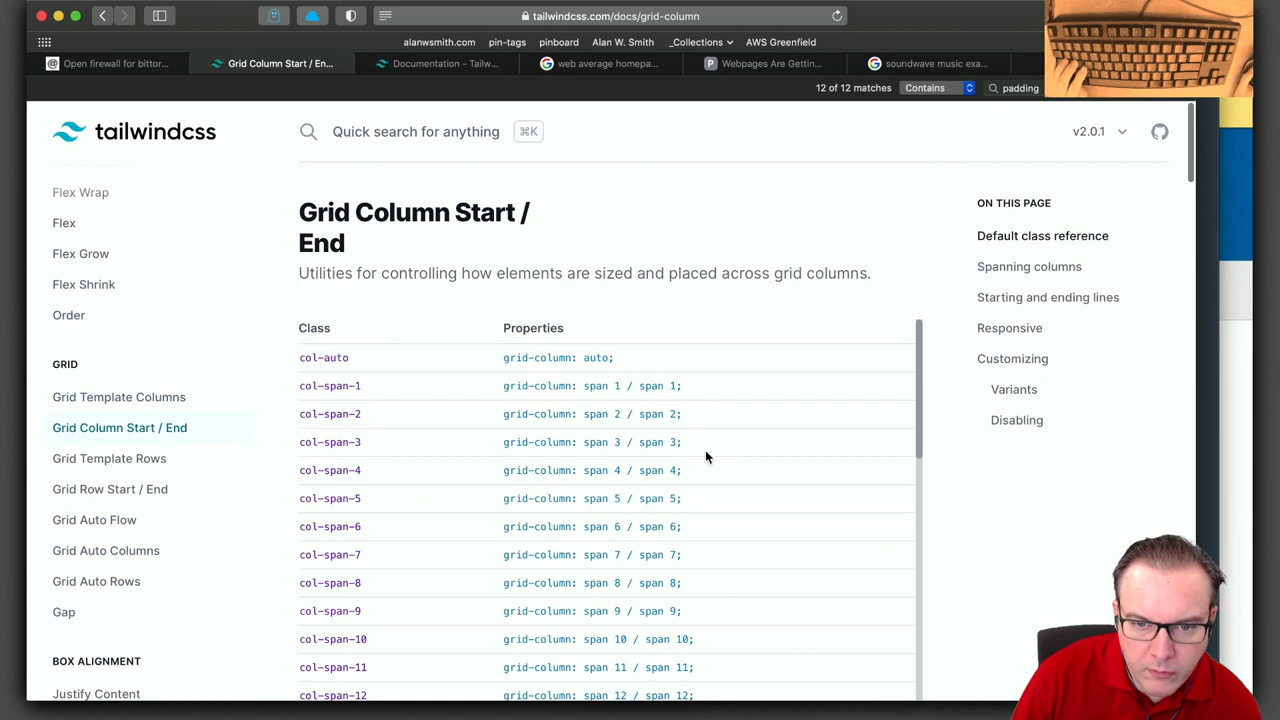 tailwindcss.com/docs/grid-column
alanwsmith.com pin-tags pinboard Alan W. Smith _Collections AWS Greenfield
Open firewall for bittor... Grid Column Start / En... Documentation - Tailw... web average homepa... Webpages Are Gettin... soundwave music exa...
12 of 12 matches Contains padding
tailwindcss
Quick search for anything ⌘K v2.0.1
Flex Wrap
Flex
Flex Grow
Flex Shrink
Order
GRID
Grid Template Columns
Grid Column Start / End
Grid Template Rows
Grid Row Start / End
Grid Auto Flow
Grid Auto Columns
Grid Auto Rows
Gap
BOX ALIGNMENT
Justify Content
Grid Column Start /
End
Utilities for controlling how elements are sized and placed across grid columns.
Class Properties
col-auto grid-column: auto;
col-span-1 grid-column: span 1 / span 1;
col-span-2 grid-column: span 2 / span 2;
col-span-3 grid-column: span 3 / span 3;
col-span-4 grid-column: span 4 / span 4;
col-span-5 grid-column: span 5 / span 5;
col-span-6 grid-column: span 6 / span 6;
col-span-7 grid-column: span 7 / span 7;
col-span-8 grid-column: span 8 / span 8;
col-span-9 grid-column: span 9 / span 9;
col-span-10 grid-column: span 10 / span 10;
col-span-11 grid-column: span 11 / span 11;
col-span-12 grid-column: span 12 / span 12;
ON THIS PAGE
Default class reference
Spanning columns
Starting and ending lines
Responsive
Customizing
Variants
Disabling